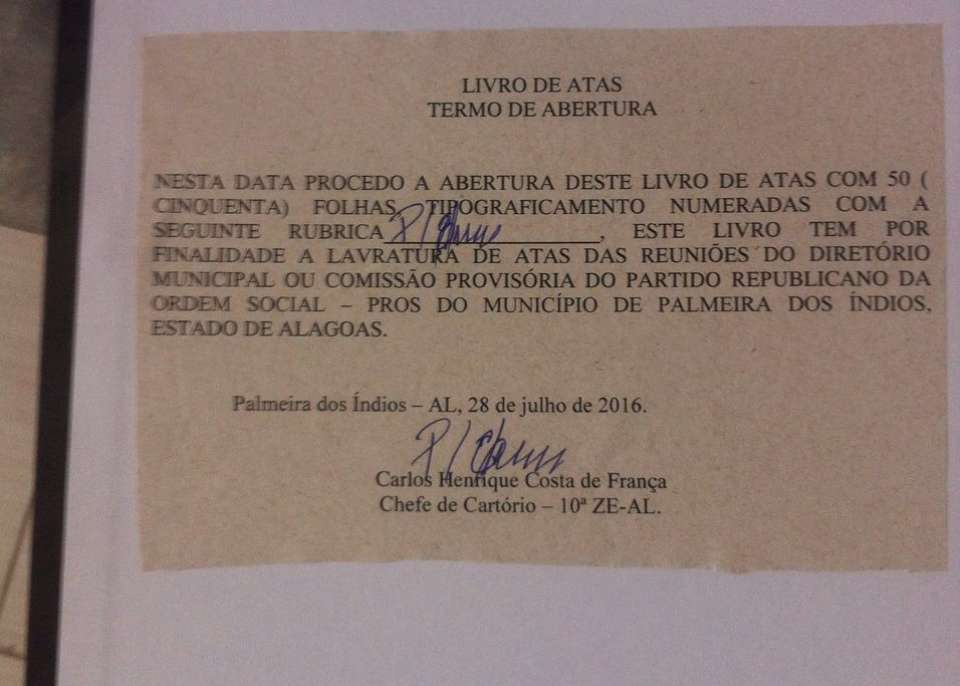 LIVRO DE ATAS
TERMO DE ABERTURA
NESTA DATA PROCEDO A ABERTURA DESTE LIVRO DE ATAS COM 50 (
CINQUENTA) FOLHAS TIPOGRAFICAMENTO NUMERADAS COM A
SEGUINTE RUBRICA P/, ESTE LIVRO TEM POR
FINALIDADE A LAVRATURA DE ATAS DAS REUNIÕES DO DIRETÓRIO
MUNICIPAL OU COMISSÃO PROVISÓRIA DO PARTIDO REPUBLICANO DA
ORDEM SOCIAL – PROS DO MUNICÍPIO DE PALMEIRA DOS ÍNDIOS,
ESTADO DE ALAGOAS.
Palmeira dos Índios – AL, 28 de julho de 2016.
P/
Carlos Henrique Costa de França
Chefe de Cartório – 10ª ZE-AL.